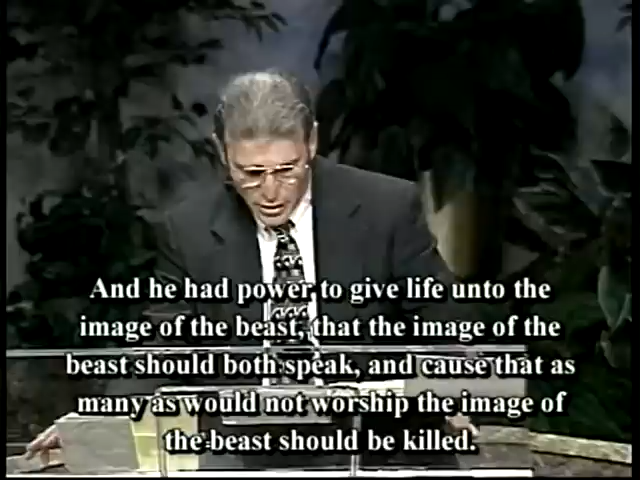 And he had power to give life unto the
image of the beast, that the image of the
beast should both speak, and cause that as
many as would not worship the image of
the beast should be killed.